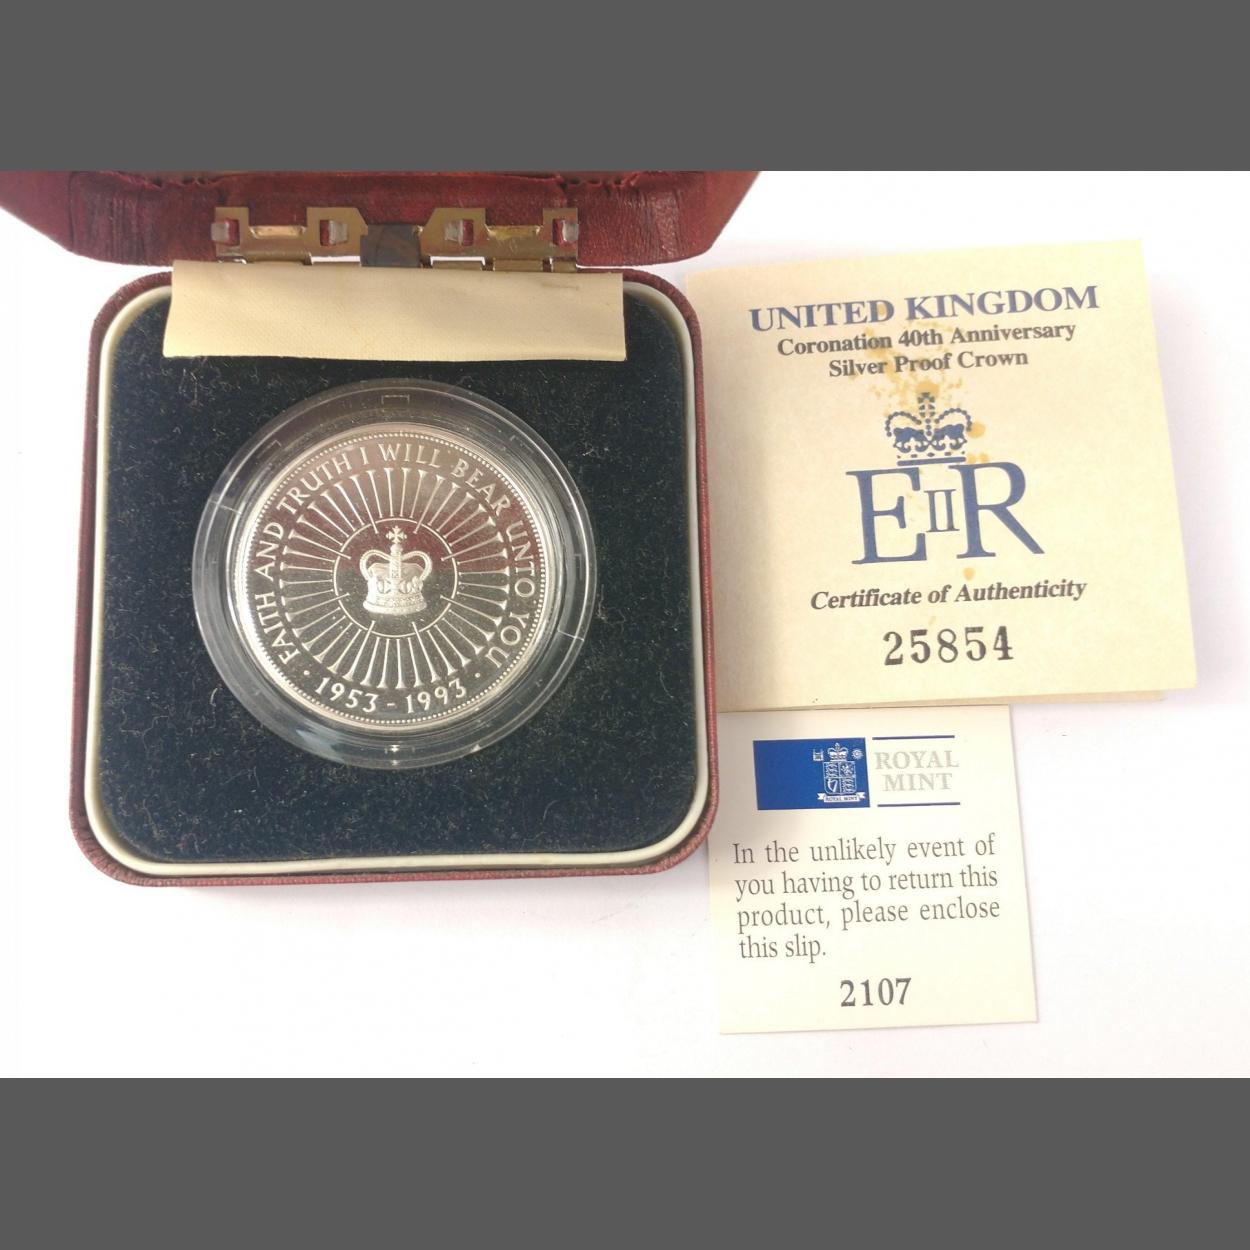 FAITH AND TRUTH I WILL BEAR UNTO YOU
· 1953 - 1993 ·
UNITED KINGDOM
Coronation 40th Anniversary
Silver Proof Crown
EIIR
Certificate of Authenticity
25854
ROYAL MINT
ROYAL
MINT
In the unlikely event of
you having to return this
product, please enclose
this slip.
2107